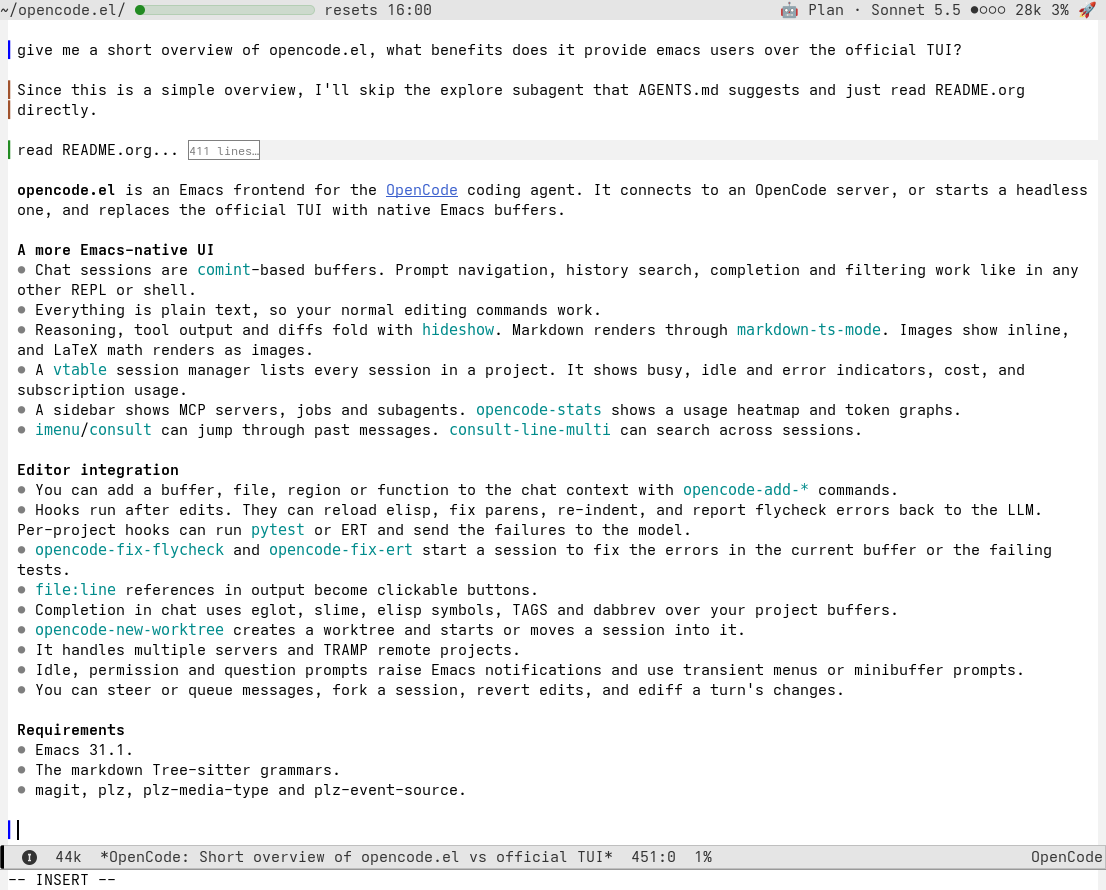 ~/opencode.el/ resets 16:00 🤖 Plan · Sonnet 5.5 ●○○○ 28k 3% 🚀
give me a short overview of opencode.el, what benefits does it provide emacs users over the official TUI?
Since this is a simple overview, I'll skip the explore subagent that AGENTS.md suggests and just read README.org
directly.
read README.org... 411 lines…
opencode.el is an Emacs frontend for the OpenCode coding agent. It connects to an OpenCode server, or starts a headless
one, and replaces the official TUI with native Emacs buffers.
A more Emacs-native UI
● Chat sessions are comint-based buffers. Prompt navigation, history search, completion and filtering work like in any
other REPL or shell.
● Everything is plain text, so your normal editing commands work.
● Reasoning, tool output and diffs fold with hideshow. Markdown renders through markdown-ts-mode. Images show inline,
and LaTeX math renders as images.
● A vtable session manager lists every session in a project. It shows busy, idle and error indicators, cost, and
subscription usage.
● A sidebar shows MCP servers, jobs and subagents. opencode-stats shows a usage heatmap and token graphs.
● imenu/consult can jump through past messages. consult-line-multi can search across sessions.
Editor integration
● You can add a buffer, file, region or function to the chat context with opencode-add-* commands.
● Hooks run after edits. They can reload elisp, fix parens, re-indent, and report flycheck errors back to the LLM.
Per-project hooks can run pytest or ERT and send the failures to the model.
● opencode-fix-flycheck and opencode-fix-ert start a session to fix the errors in the current buffer or the failing
tests.
● file:line references in output become clickable buttons.
● Completion in chat uses eglot, slime, elisp symbols, TAGS and dabbrev over your project buffers.
● opencode-new-worktree creates a worktree and starts or moves a session into it.
● It handles multiple servers and TRAMP remote projects.
● Idle, permission and question prompts raise Emacs notifications and use transient menus or minibuffer prompts.
● You can steer or queue messages, fork a session, revert edits, and ediff a turn's changes.
Requirements
● Emacs 31.1.
● The markdown Tree-sitter grammars.
● magit, plz, plz-media-type and plz-event-source.
I 44k *OpenCode: Short overview of opencode.el vs official TUI* 451:0 1% OpenCode
-- INSERT --